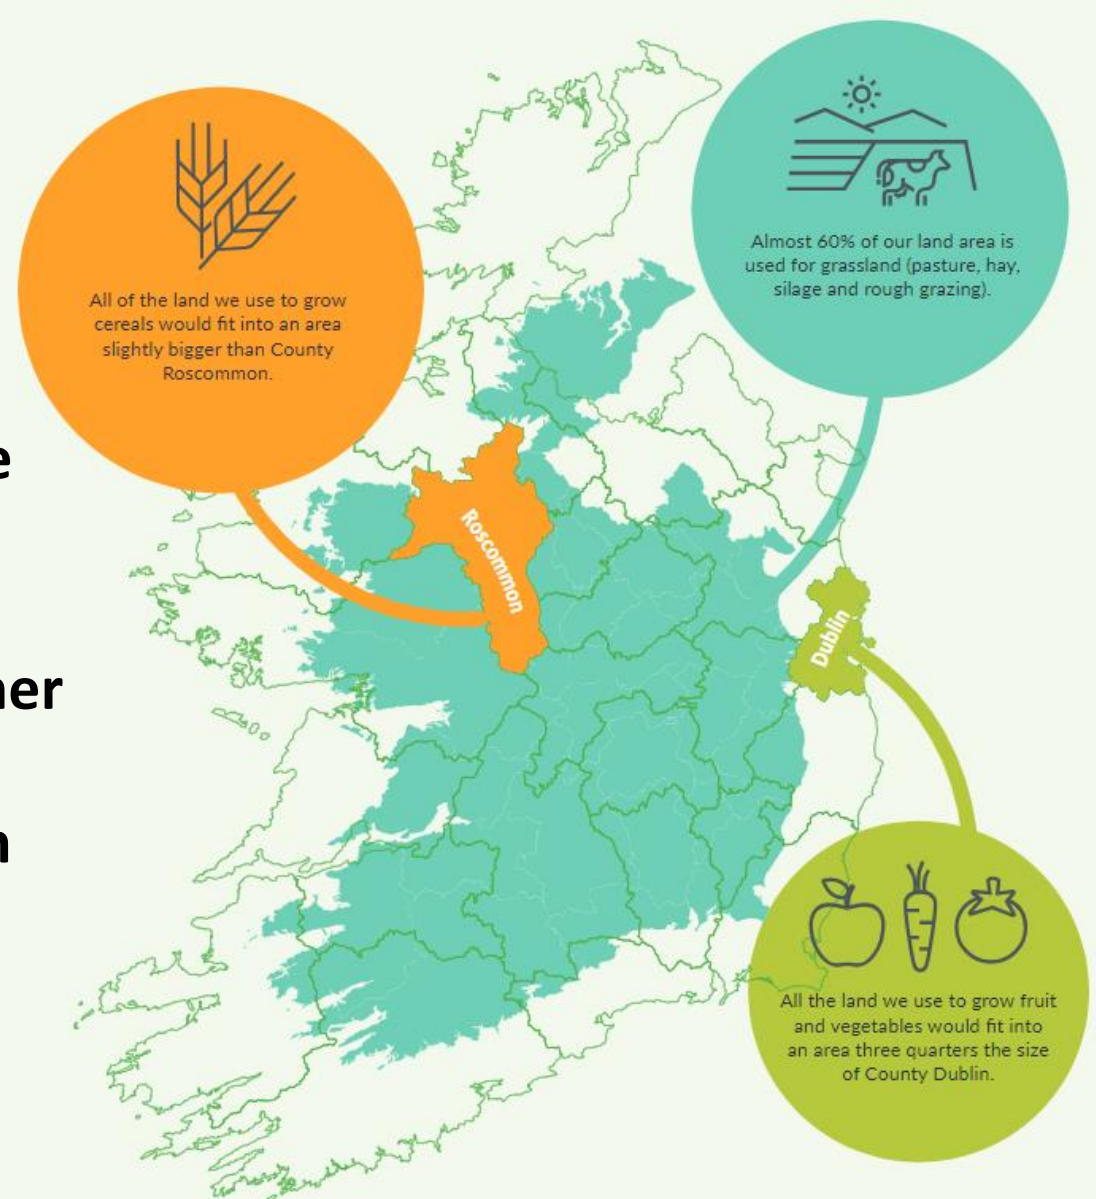 All of the land we use to grow
cereals would fit into an area
slightly bigger than County
Roscommon.
Almost 60% of our land area is
used for grassland (pasture, hay,
silage and rough grazing).
Roscommon
Dublin
All the land we use to grow fruit
and vegetables would fit into
an area three quarters the size
of County Dublin.